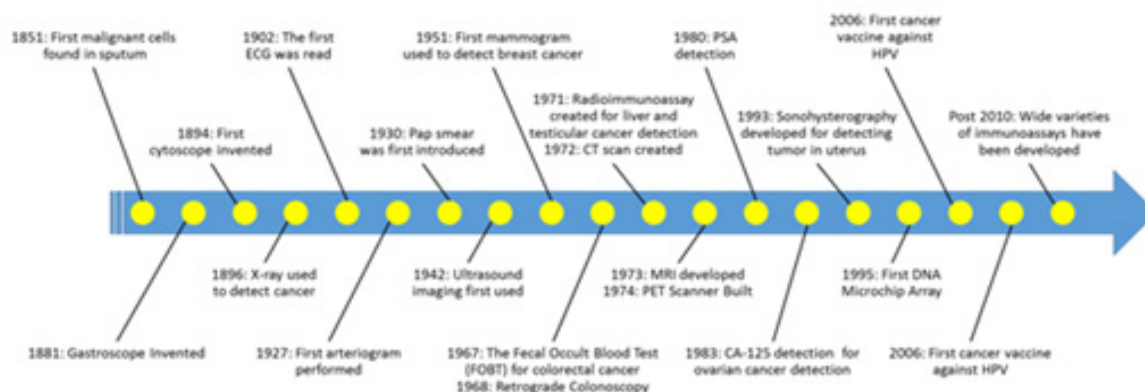 1851: First malignant cells
found in sputum
1902: The first
ECG was read
1951: First mammogram
used to detect breast cancer
1980: PSA
detection
2006: First cancer
vaccine against
HPV
1894: First
cytoscope invented
1930: Pap smear
was first introduced
1971: Radioimmunoassay
created for liver and
testicular cancer detection
1972: CT scan created
1993: Sonohysterography
developed for detecting
tumor in uterus
Post 2010: Wide varieties
of immunoassays have
been developed
1896: X-ray used
to detect cancer
1942: Ultrasound
imaging first used
1973: MRI developed
1974: PET Scanner Built
1995: First DNA
Microchip Array
1881: Gastroscope Invented
1927: First arteriogram
performed
1967: The Fecal Occult Blood Test
(FOBT) for colorectal cancer
1968: Retrograde Colonoscopy
1983: CA-125 detection for
ovarian cancer detection
2006: First cancer vaccine
against HPV